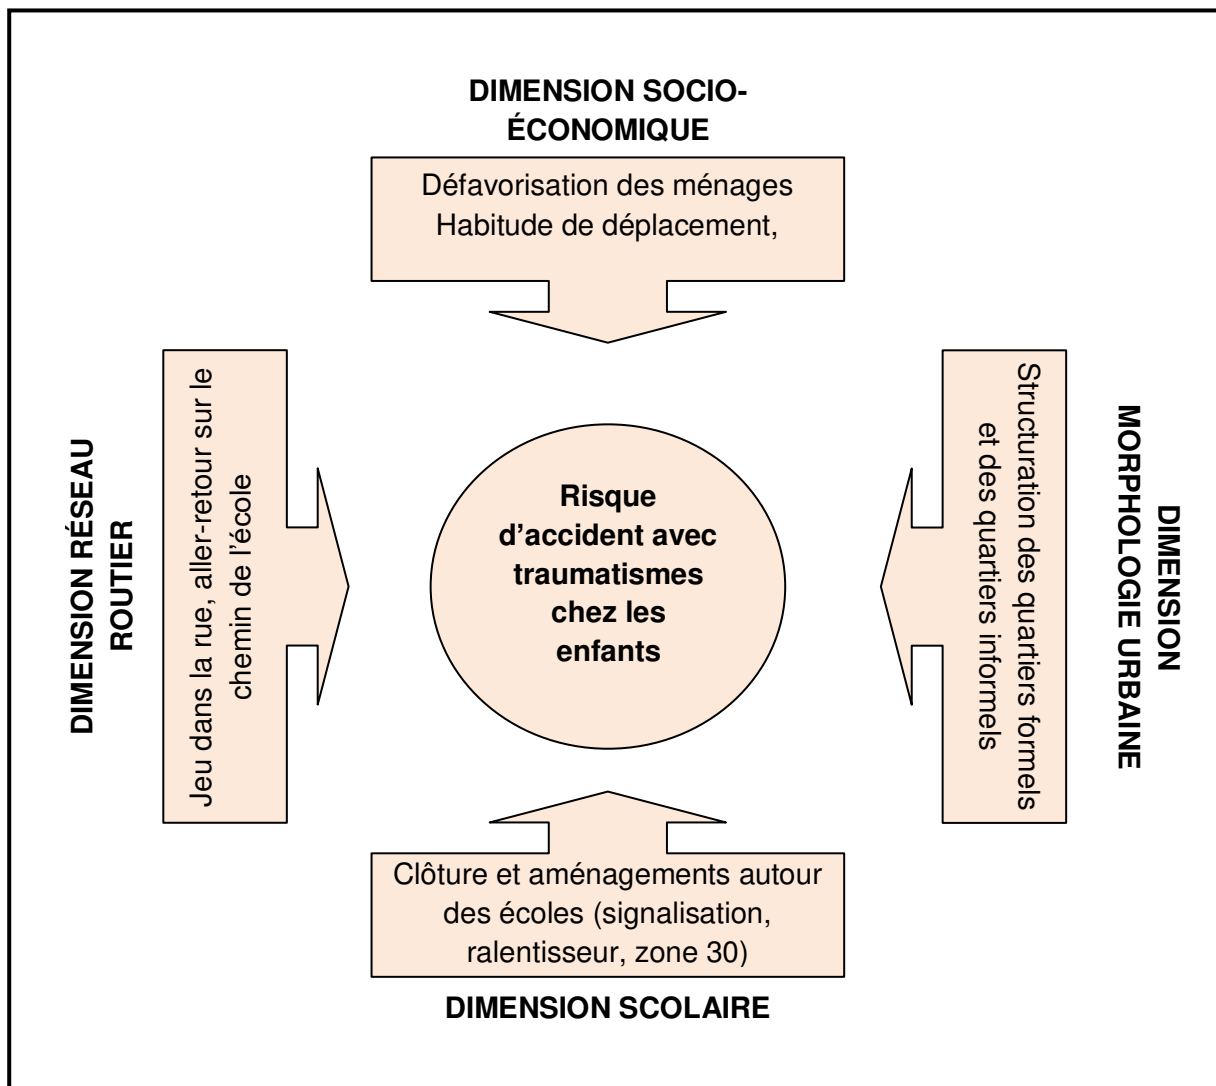 DIMENSION SOCIO-
ÉCONOMIQUE
Défavorisation des ménages
Habitude de déplacement,
DIMENSION RÉSEAU
ROUTIER
Jeu dans la rue, aller-retour sur le
chemin de l'école
Risque
d'accident avec
traumatismes
chez les
enfants
Structuration des quartiers formels
et des quartiers informels
DIMENSION
MORPHOLOGIE URBAINE
Clôture et aménagements autour
des écoles (signalisation,
ralentisseur, zone 30)
DIMENSION SCOLAIRE